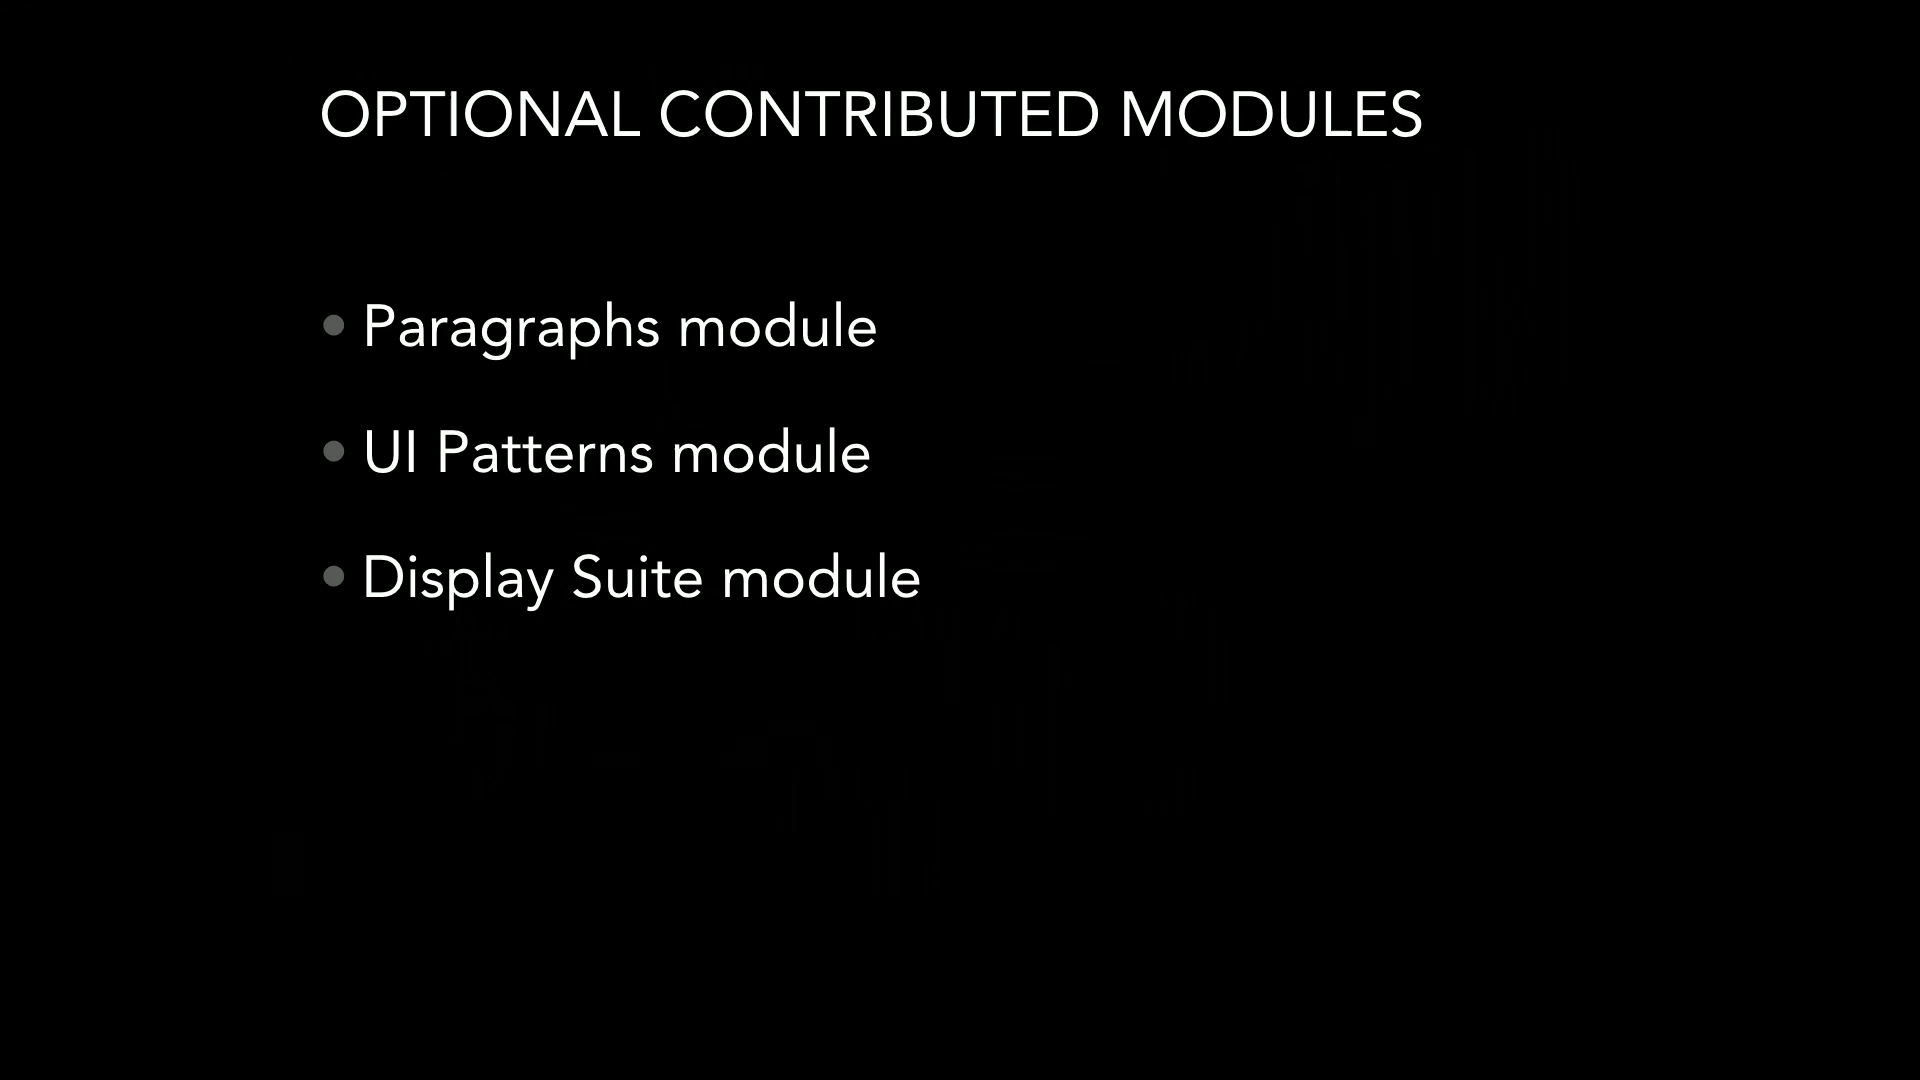 OPTIONAL CONTRIBUTED MODULES
• Paragraphs module
• UI Patterns module
• Display Suite module